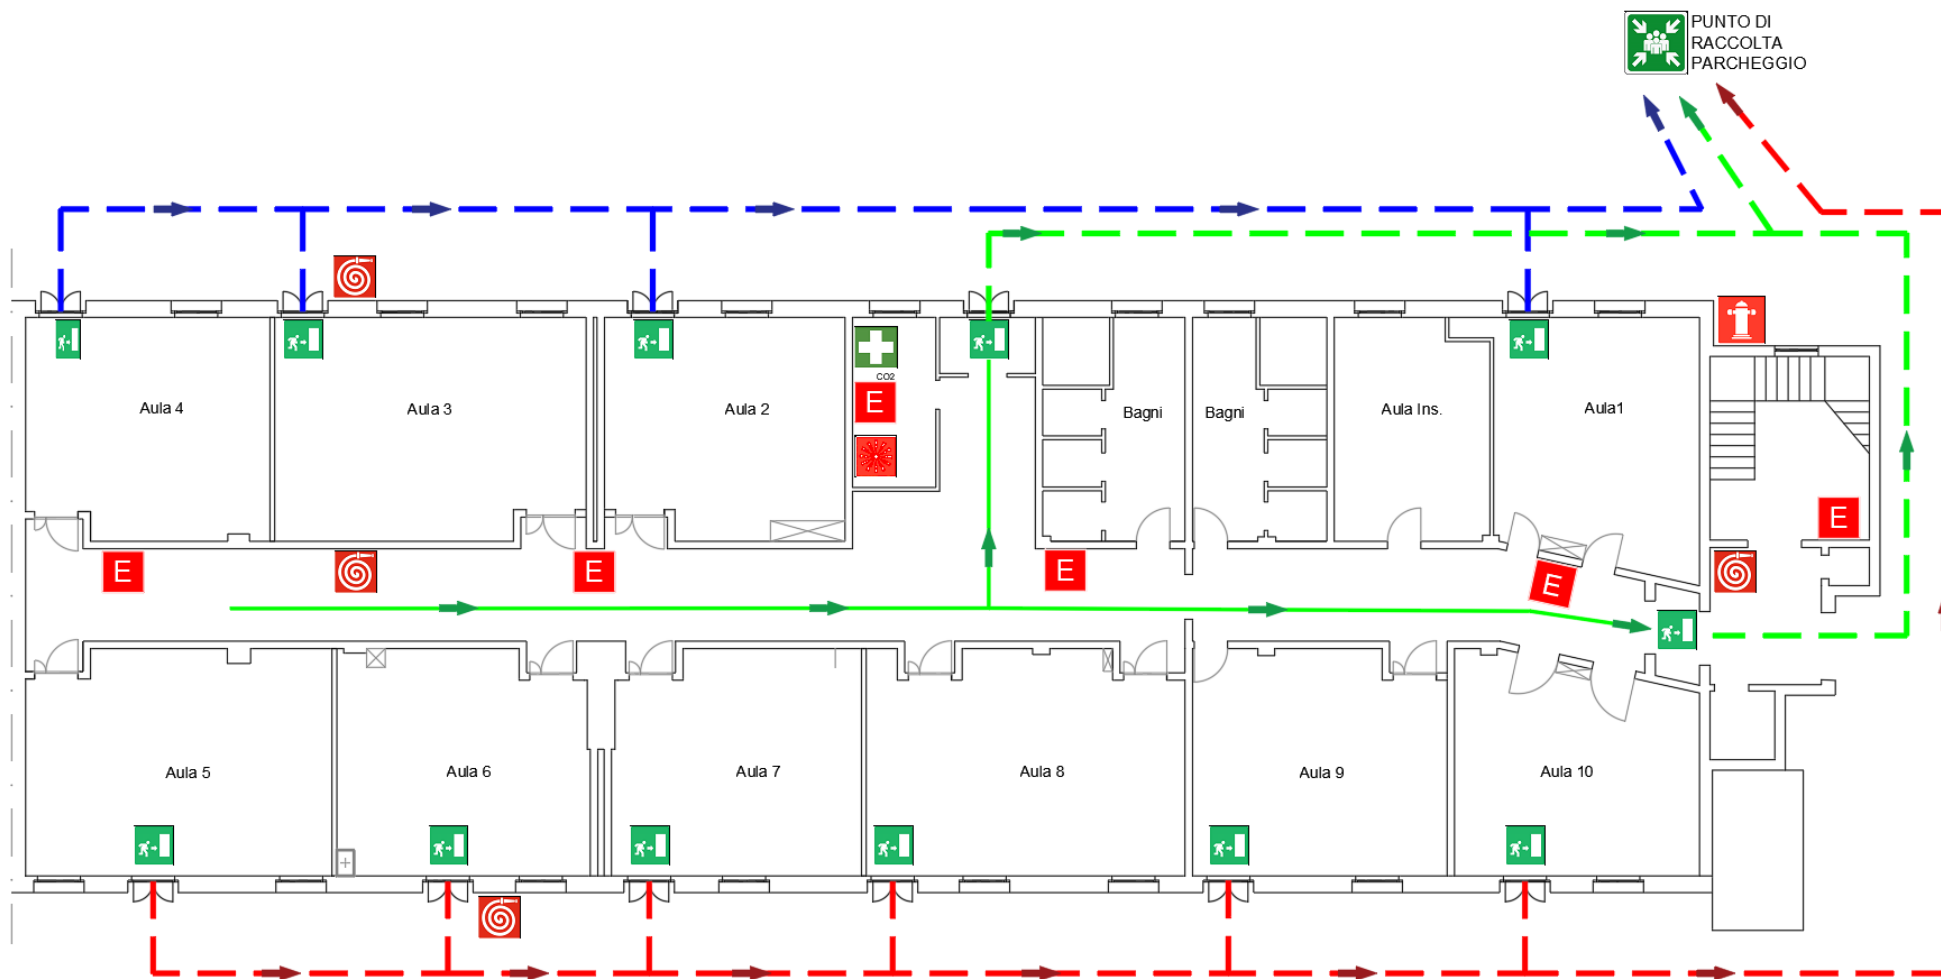 PUNTO DI
RACCOLTA
PARCHEGGIO
Aula 4
Aula 3
Aula 2
CO2
E
Bagni
Bagni
Aula Ins.
Aula1
E
E
E
E
E
Aula 5
Aula 6
Aula 7
Aula 8
Aula 9
Aula 10